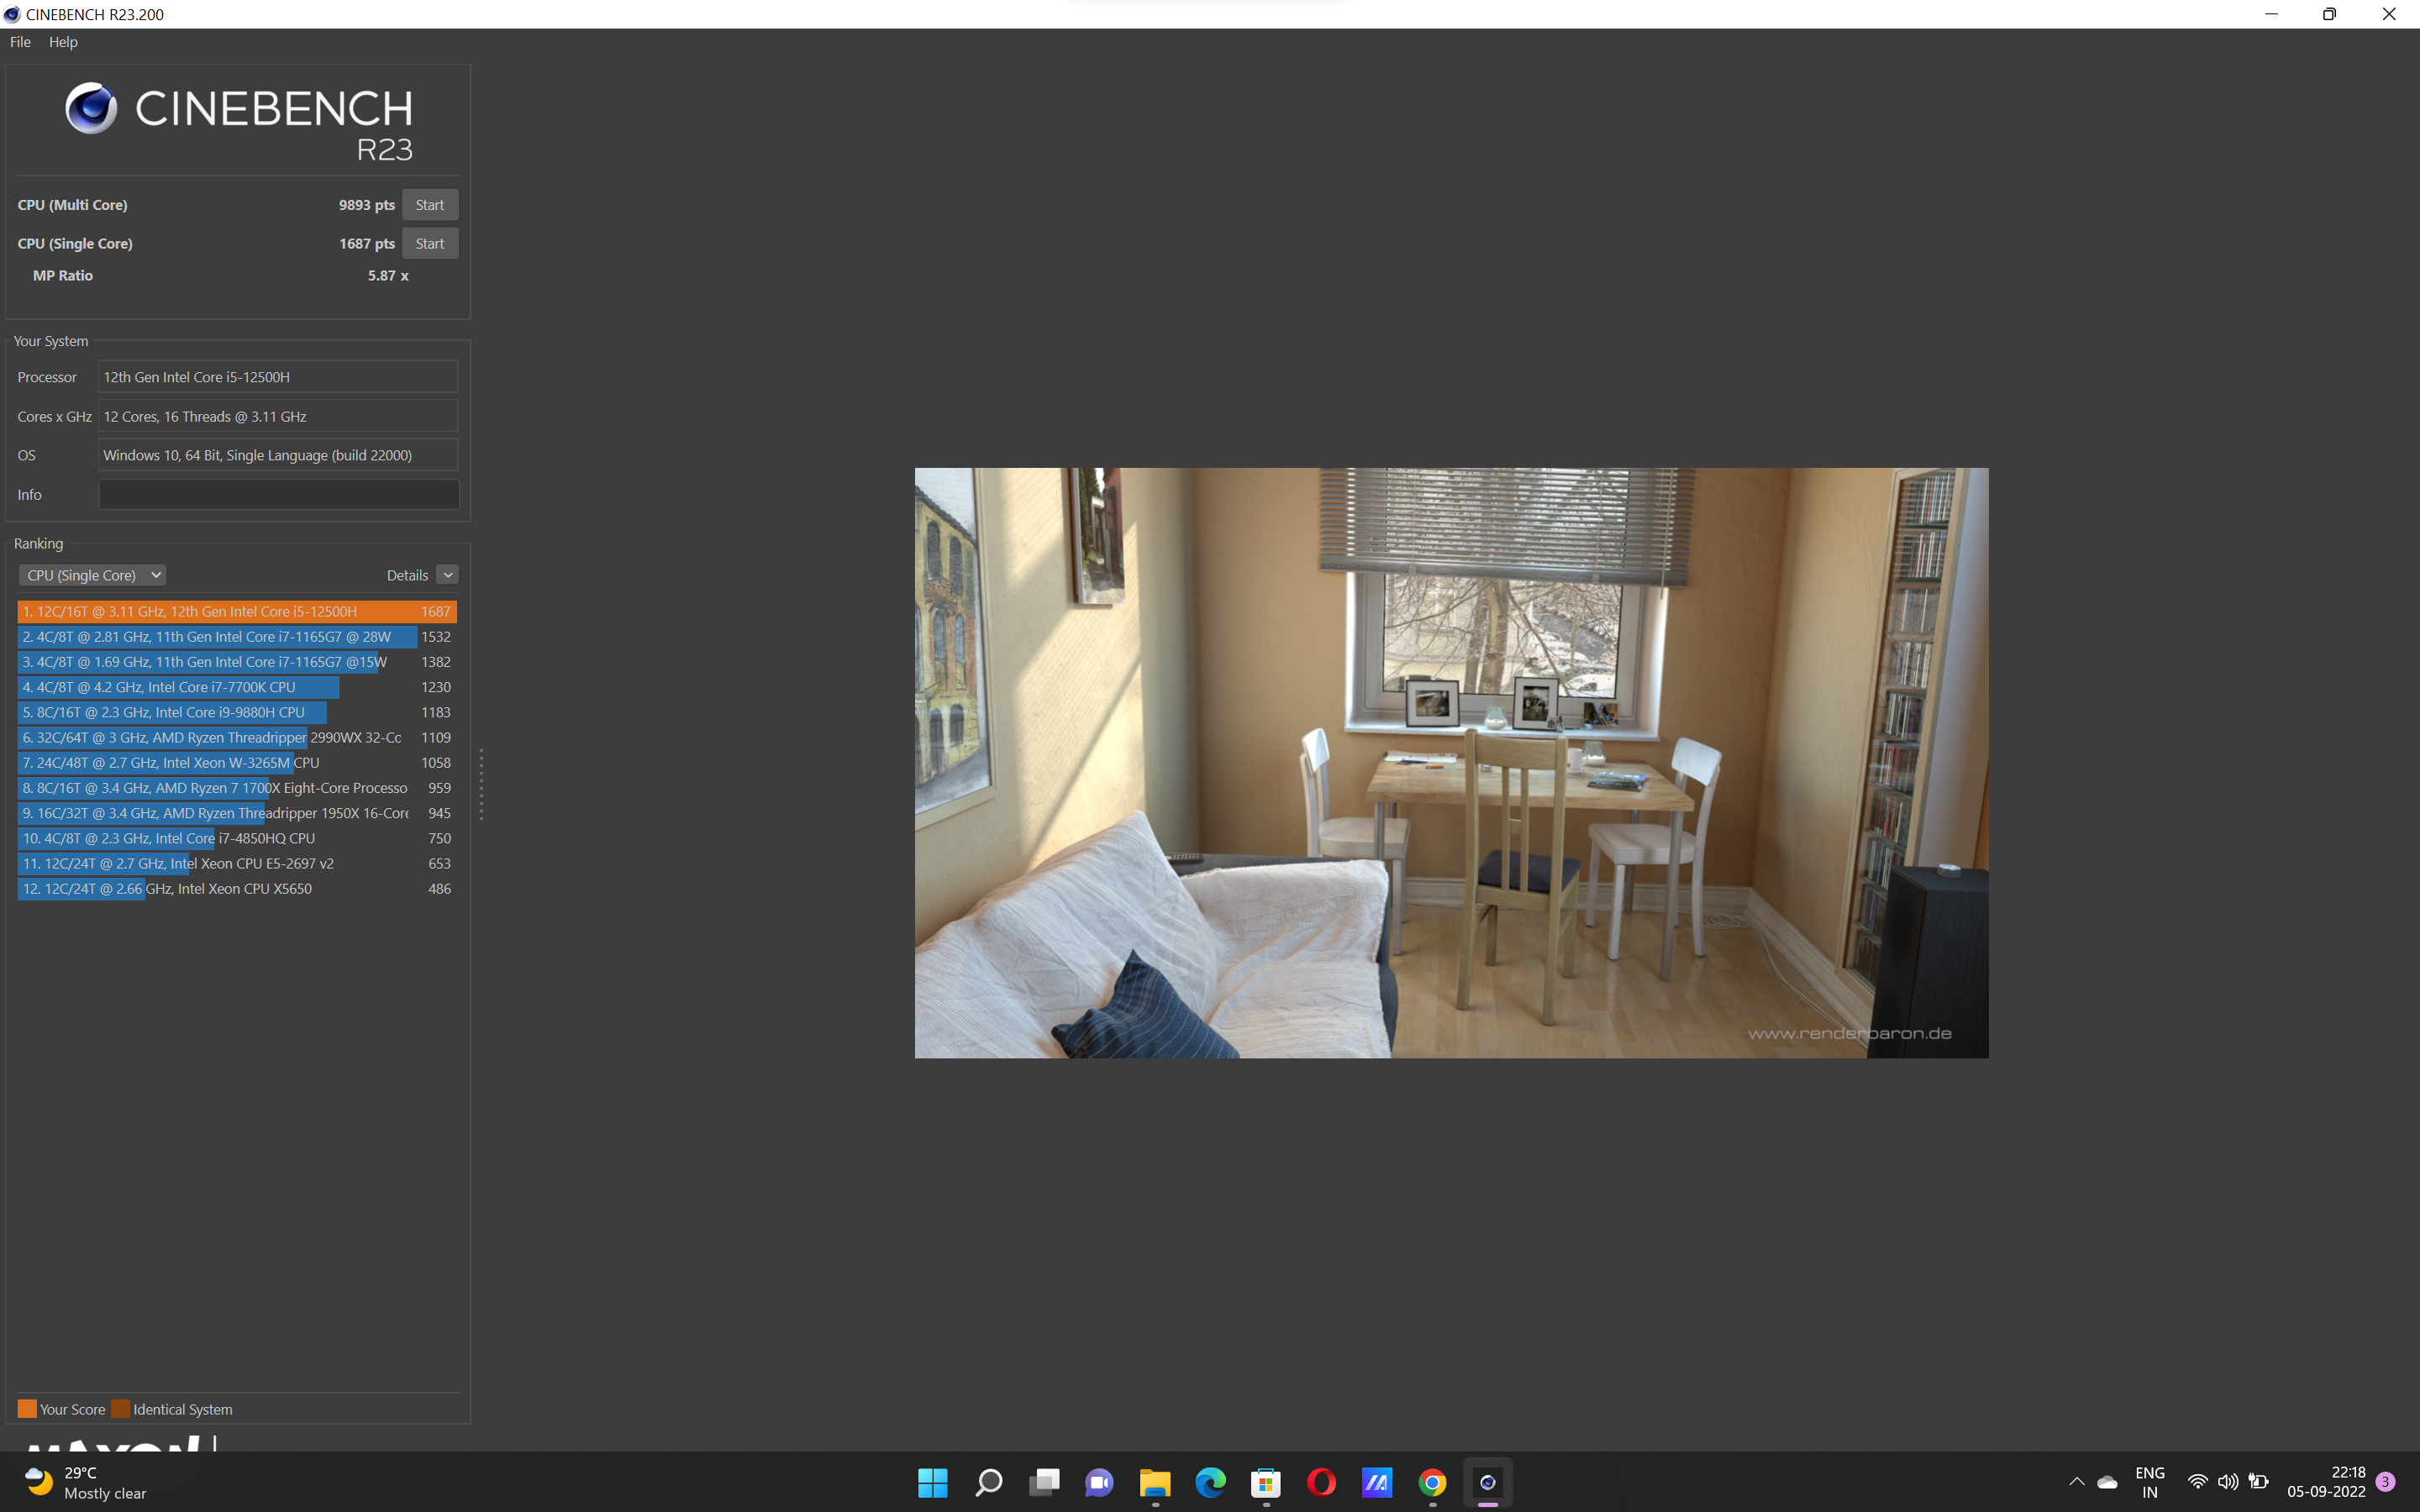 CINEBENCH R23.200
File Help
CINEBENCH
R23
CPU (Multi Core) 9893 pts Start
CPU (Single Core) 1687 pts Start
MP Ratio 5.87 x
Your System
Processor 12th Gen Intel Core i5-12500H
Cores x GHz 12 Cores, 16 Threads @ 3.11 GHz
OS Windows 10, 64 Bit, Single Language (build 22000)
Info
Ranking
CPU (Single Core) Details
1. 12C/16T @ 3.11 GHz, 12th Gen Intel Core i5-12500H 1687
2. 4C/8T @ 2.81 GHz, 11th Gen Intel Core i7-1165G7 @ 28W 1532
3. 4C/8T @ 1.69 GHz, 11th Gen Intel Core i7-1165G7 @15W 1382
4. 4C/8T @ 4.2 GHz, Intel Core i7-7700K CPU 1230
5. 8C/16T @ 2.3 GHz, Intel Core i9-9880H CPU 1183
6. 32C/64T @ 3 GHz, AMD Ryzen Threadripper 2990WX 32-Cc 1109
7. 24C/48T @ 2.7 GHz, Intel Xeon W-3265M CPU 1058
8. 8C/16T @ 3.4 GHz, AMD Ryzen 7 1700X Eight-Core Processo 959
9. 16C/32T @ 3.4 GHz, AMD Ryzen Threadripper 1950X 16-Core 945
10. 4C/8T @ 2.3 GHz, Intel Core i7-4850HQ CPU 750
11. 12C/24T @ 2.7 GHz, Intel Xeon CPU E5-2697 v2 653
12. 12C/24T @ 2.66 GHz, Intel Xeon CPU X5650 486
www.renderbaron.de
Your Score Identical System
MAXON
29°C
Mostly clear
ENG
IN
22:18
05-09-2022
3